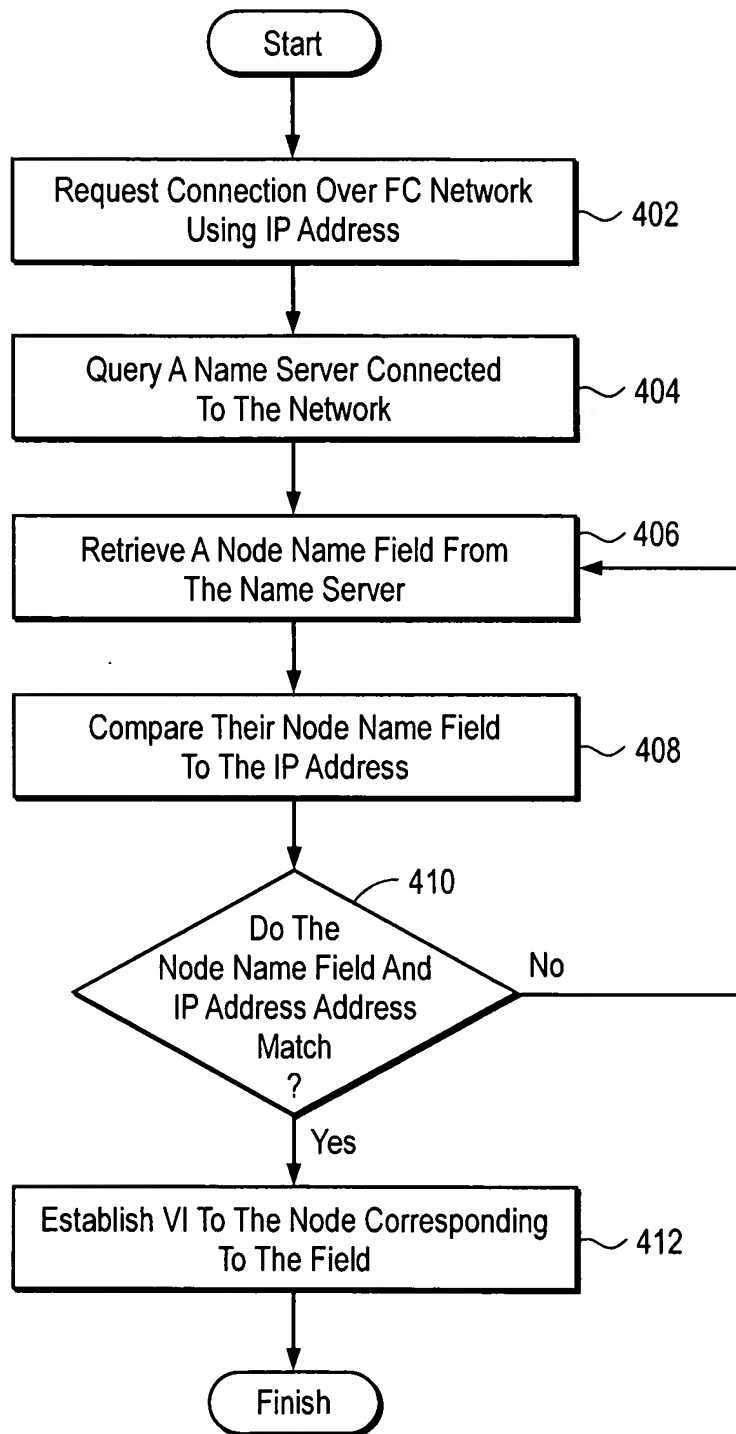 Start
Request Connection Over FC Network
Using IP Address
402
Query A Name Server Connected
To The Network
404
Retrieve A Node Name Field From
The Name Server
406
Compare Their Node Name Field
To The IP Address
408
410
Do The
Node Name Field And
IP Address Address
Match
?
No
Yes
Establish VI To The Node Corresponding
To The Field
412
Finish